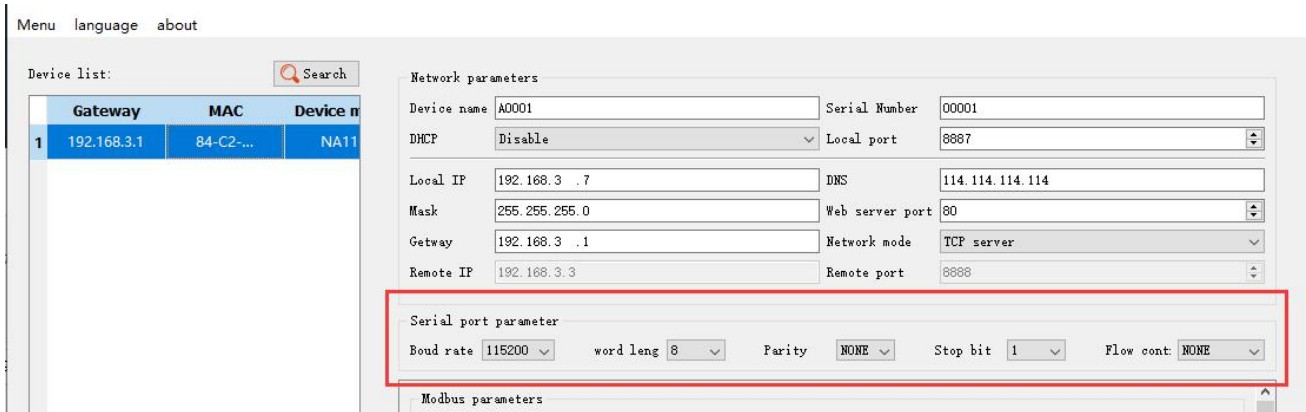 Menu language about
Device list: Search
Gateway MAC Device m
1 192.168.3.1 84-C2-... NA11
Network parameters
Device name A0001 Serial Number 00001
DHCP Disable Local port 8887
Local IP 192.168.3 .7 DNS 114.114.114.114
Mask 255.255.255.0 Web server port 80
Getway 192.168.3 .1 Network mode TCP server
Remote IP 192.168.3.3 Remote port 8888
Serial port parameter
Boud rate 115200 word leng 8 Parity NONE Stop bit 1 Flow cont: NONE
Modbus parameters